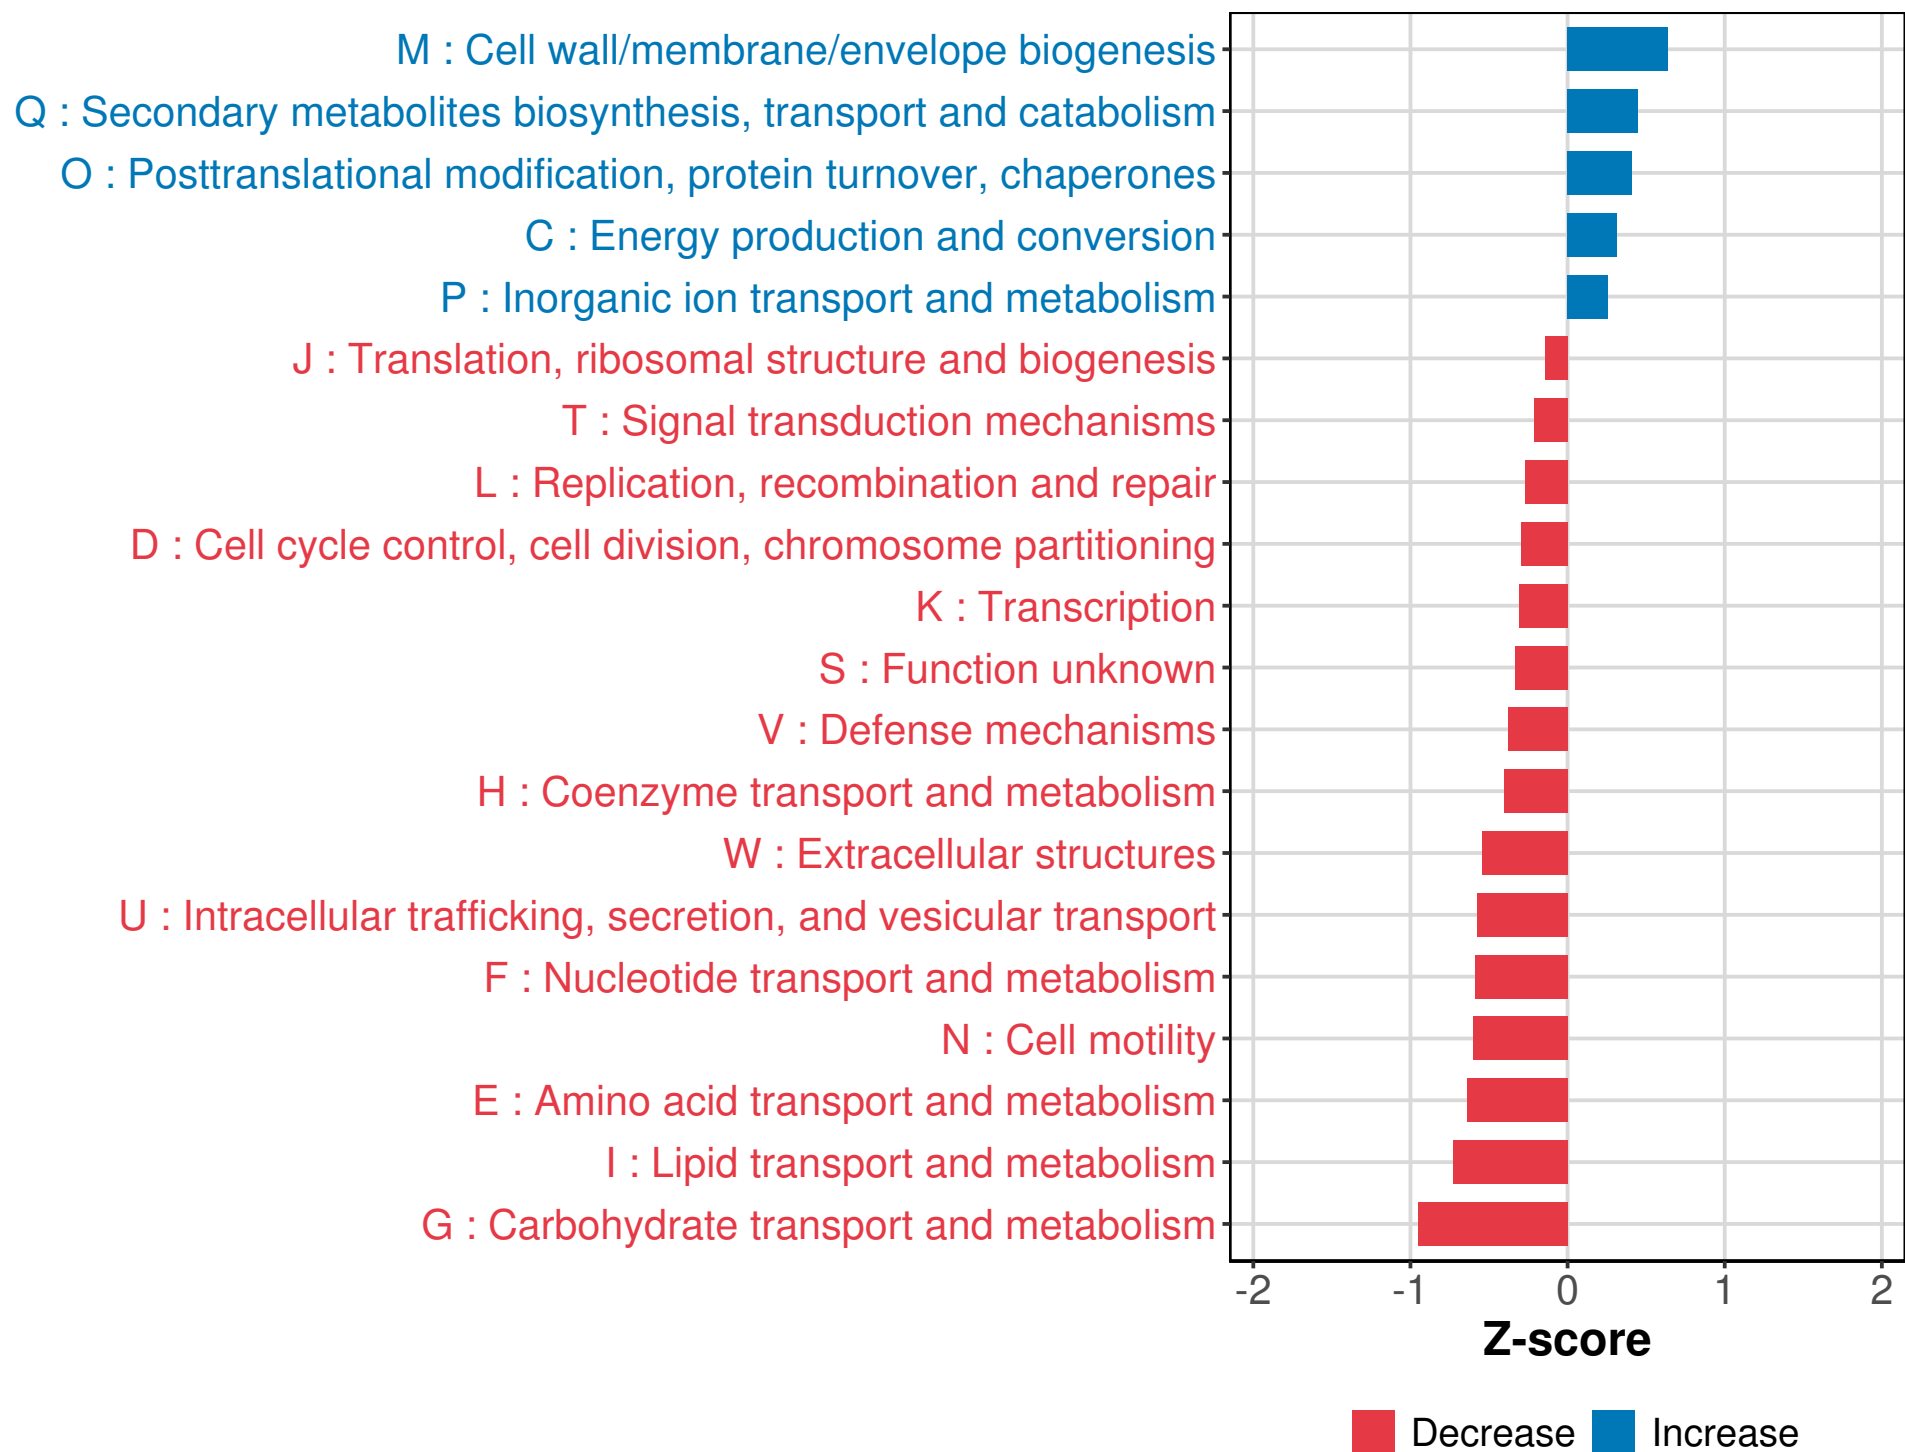 M : Cell wall/membrane/envelope biogenesis
Q : Secondary metabolites biosynthesis, transport and catabolism
O : Posttranslational modification, protein turnover, chaperones
C : Energy production and conversion
P : Inorganic ion transport and metabolism
J : Translation, ribosomal structure and biogenesis
T : Signal transduction mechanisms
L : Replication, recombination and repair
D : Cell cycle control, cell division, chromosome partitioning
K : Transcription
S : Function unknown
V : Defense mechanisms
H : Coenzyme transport and metabolism
W : Extracellular structures
U : Intracellular trafficking, secretion, and vesicular transport
F : Nucleotide transport and metabolism
N : Cell motility
E : Amino acid transport and metabolism
I : Lipid transport and metabolism
G : Carbohydrate transport and metabolism
-2 -1 0 1 2
Z-score
Decrease Increase